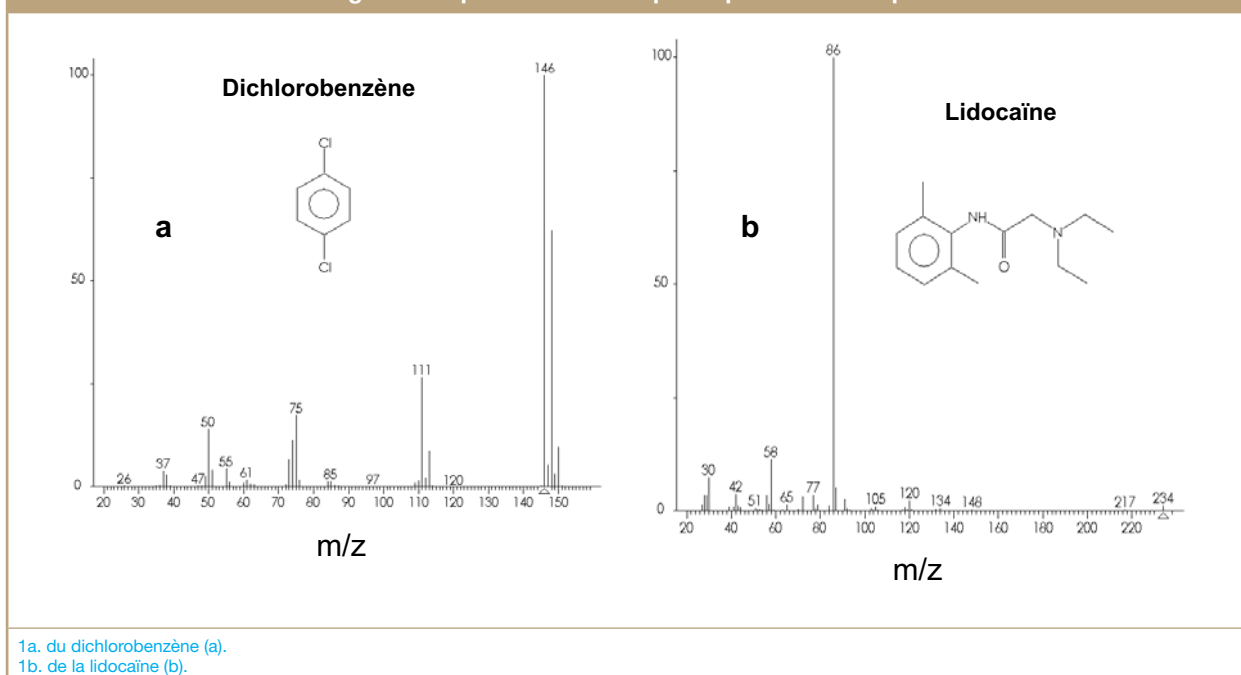 Dichlorobenzène
Cl
Cl
a
100
50
0
146
111
75
50
37
26
47
55
61
85
97
120
20 30 40 50 60 70 80 90 100 110 120 130 140 150
m/z
Lidocaïne
NH
N
O
b
100
50
0
86
58
30
42
51
65
77
105
120
134
148
217
234
20 40 60 80 100 120 140 160 180 200 220
m/z
1a. du dichlorobenzène (a).
1b. de la lidocaïne (b).